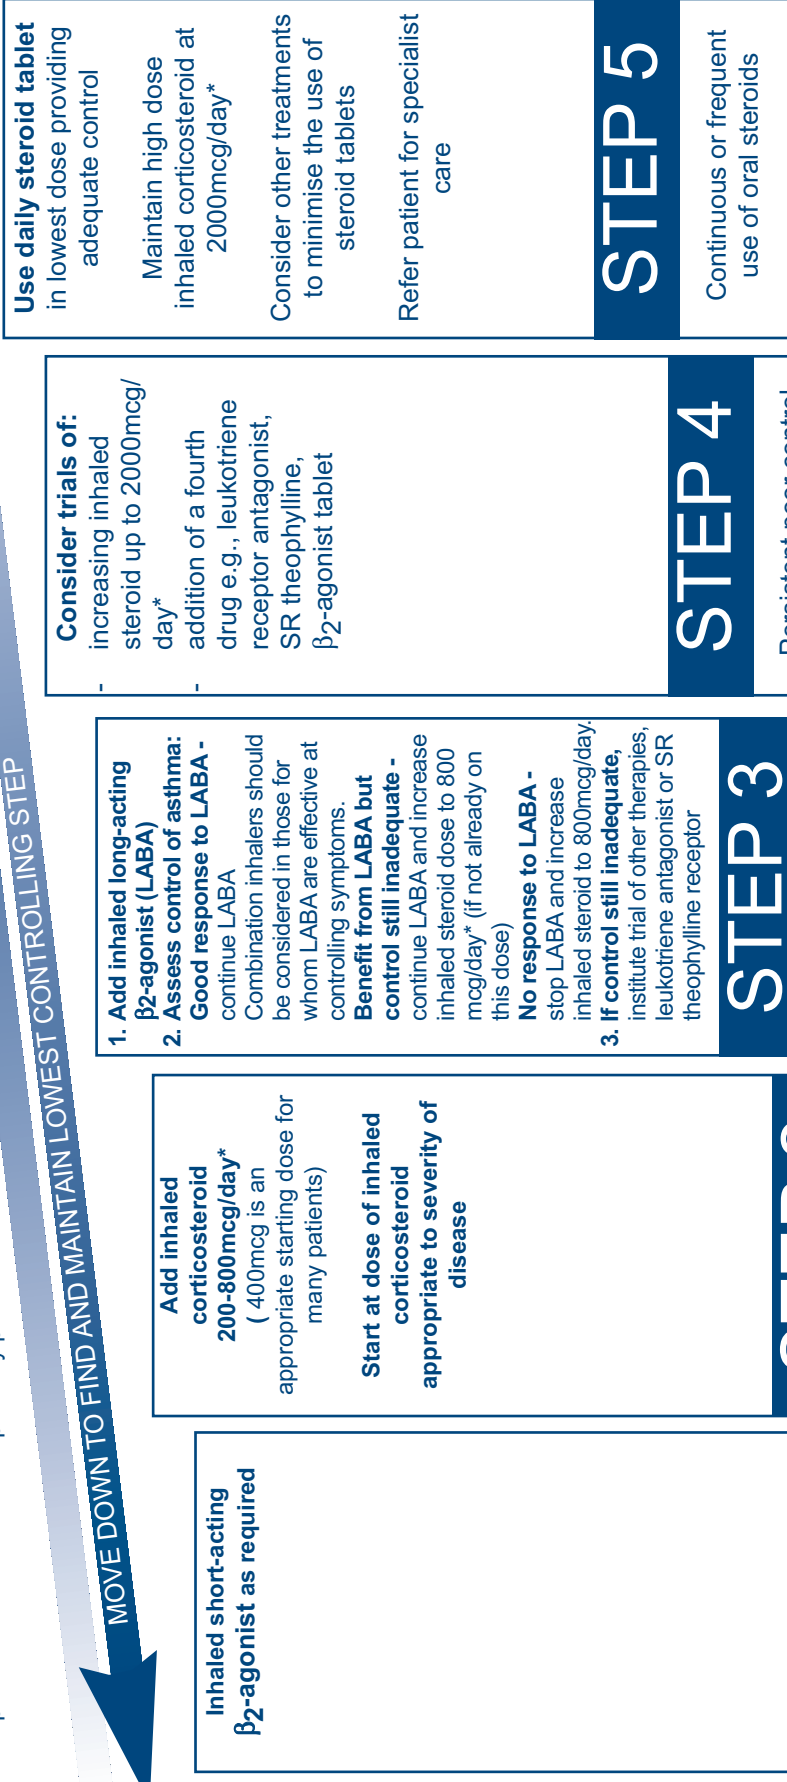 MOVE DOWN TO FIND AND MAINTAIN LOWEST CONTROLLING STEP
Inhaled short-acting
β2-agonist as required
Add inhaled
corticosteroid
200-800mcg/day*
( 400mcg is an
appropriate starting dose for
many patients)
Start at dose of inhaled
corticosteroid
appropriate to severity of
disease
1. Add inhaled long-acting
β2-agonist (LABA)
2. Assess control of asthma:
Good response to LABA -
continue LABA
Combination inhalers should
be considered in those for
whom LABA are effective at
controlling symptoms.
Benefit from LABA but
control still inadequate -
continue LABA and increase
inhaled steroid dose to 800
mcg/day* (if not already on
this dose)
No response to LABA -
stop LABA and increase
inhaled steroid to 800mcg/day.
3. If control still inadequate,
institute trial of other therapies,
leukotriene antagonist or SR
theophylline receptor
STEP 3
Consider trials of:
- increasing inhaled
steroid up to 2000mcg/
day*
- addition of a fourth
drug e.g., leukotriene
receptor antagonist,
SR theophylline,
β2-agonist tablet
STEP 4
Use daily steroid tablet
in lowest dose providing
adequate control
Maintain high dose
inhaled corticosteroid at
2000mcg/day*
Consider other treatments
to minimise the use of
steroid tablets
Refer patient for specialist
care
STEP 5
Continuous or frequent
use of oral steroids